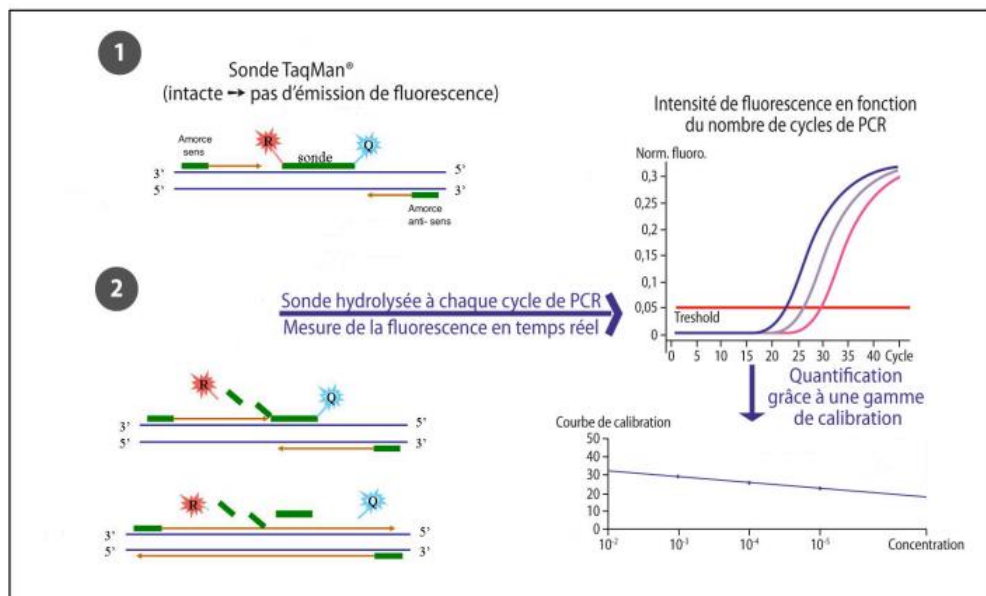 1
Sonde TaqMan®
(intacte → pas d'émission de fluorescence)
Amorce
sens
R
sonde
Q
3'
5'
5'
3'
Amorce
anti- sens
Intensité de fluorescence en fonction
du nombre de cycles de PCR
Norm. fluoro.
0,3
0,2
0,2
0,1
0,1
0,05
Treshold
0
0 5 10 15 20 25 30 35 40 Cycle
2
Sonde hydrolysée à chaque cycle de PCR
Mesure de la fluorescence en temps réel
Quantification
grâce à une gamme
de calibration
R
Q
3'
5'
5'
3'
R
Q
3'
5'
5'
3'
Courbe de calibration
50
40
30
20
10
0
10-2 10-3 10-4 10-5 Concentration